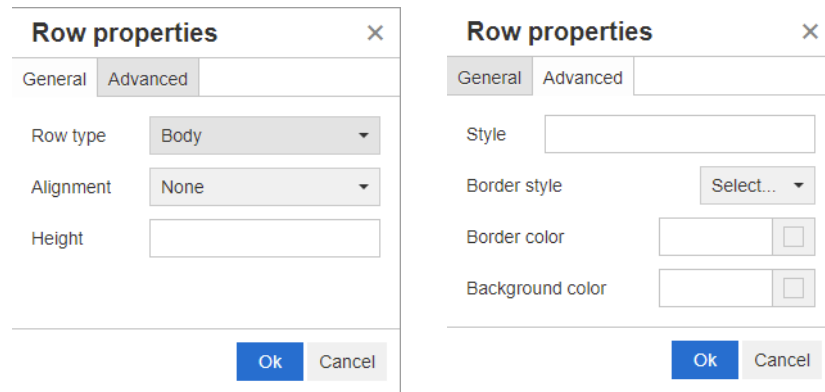 Row properties ×
General Advanced
Row type Body
Alignment None
Height
Ok Cancel
Row properties ×
General Advanced
Style
Border style Select...
Border color
Background color
Ok Cancel